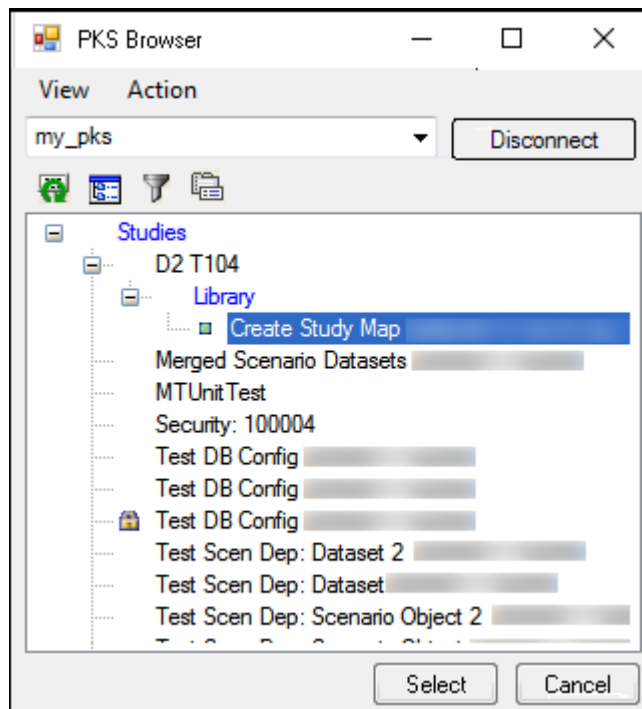 PKS Browser
View Action
my_pks Disconnect
Studies
D2 T104
Library
Create Study Map
Merged Scenario Datasets
MTUnitTest
Security: 100004
Test DB Config
Test DB Config
Test DB Config
Test Scen Dep: Dataset 2
Test Scen Dep: Dataset
Test Scen Dep: Scenario Object 2
Select Cancel